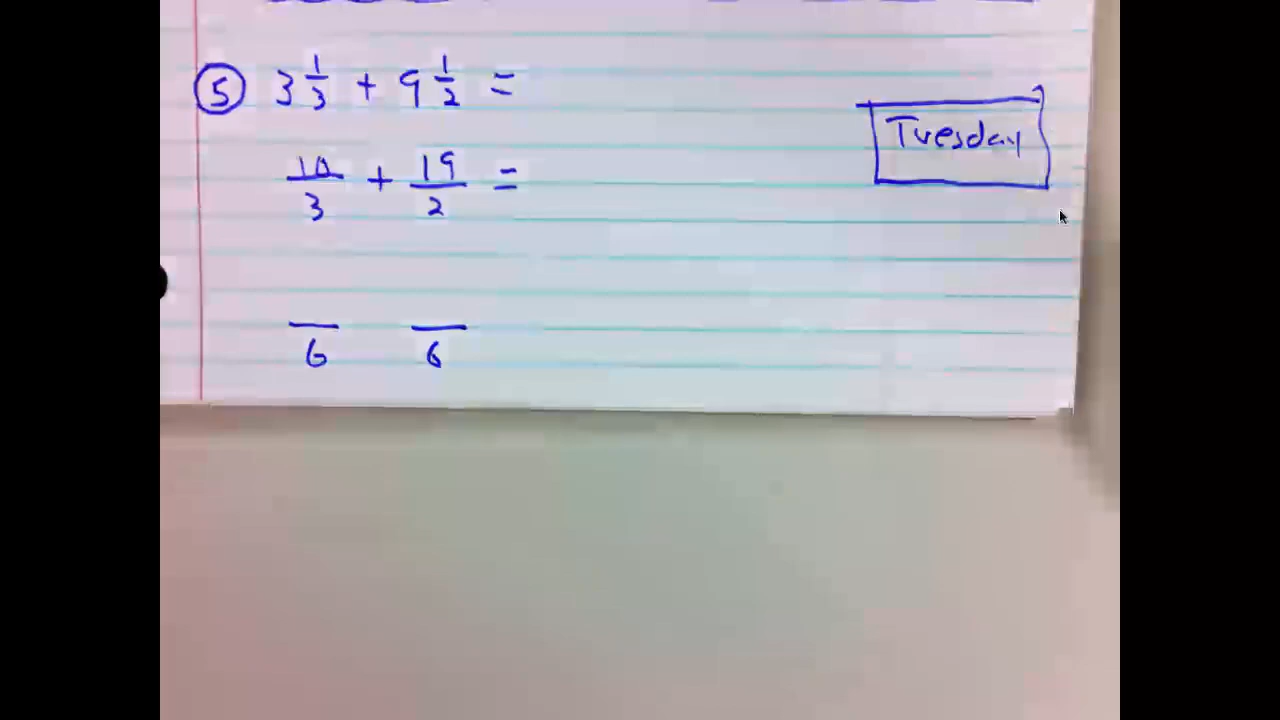 ⑤ 3 1/3 + 9 1/2 =
Tuesday
10/3 + 19/2 =
/6 /6